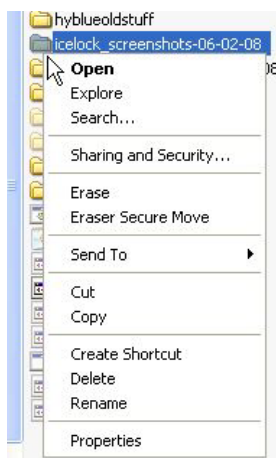 hyblueoldstuff
icelock_screenshots-06-02-08
Open
Explore
Search...
Sharing and Security...
Erase
Eraser Secure Move
Send To
Cut
Copy
Create Shortcut
Delete
Rename
Properties